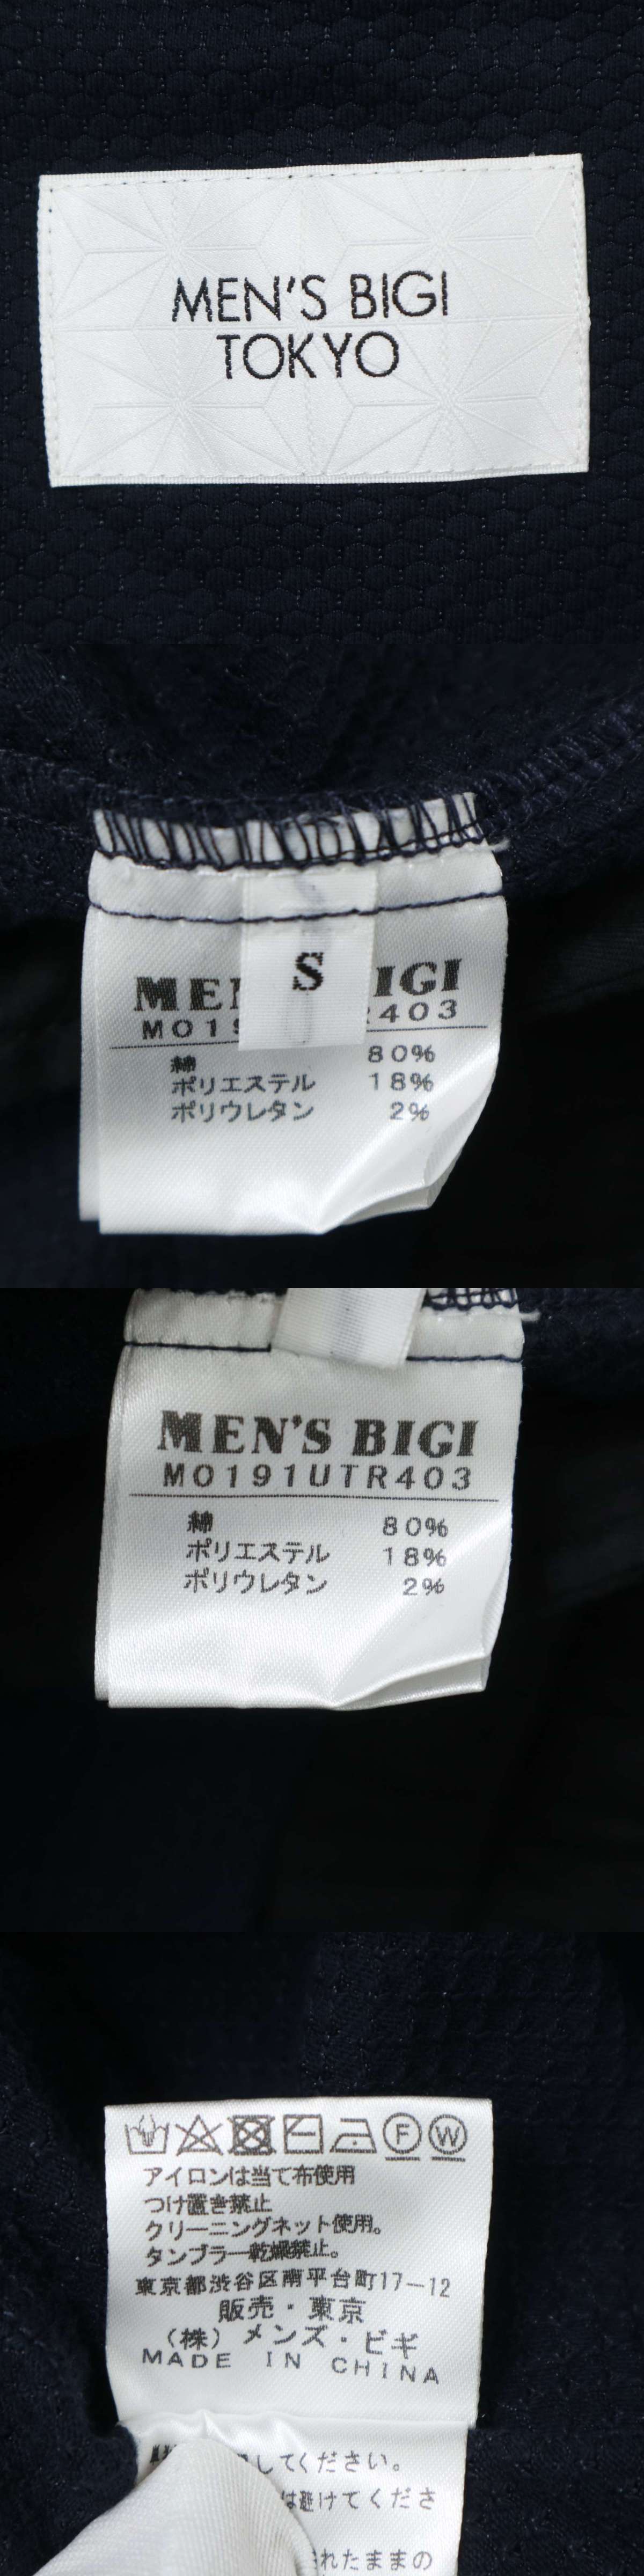 MEN'S BIGI
TOKYO
S
BIGI
403
綿 80%
ポリエステル 18%
ポリウレタン 2%
MEN'S BIGI
MO191UTR403
綿 80%
ポリエステル 18%
ポリウレタン 2%
F W
アイロンは当て布使用
つけ置き禁止
クリーニングネット使用。
タンブラー乾燥禁止。
東京都渋谷区南平台町17-12
販売・東京
(株) メンズ・ビギ
MADE IN CHINA
してください。
は避けてくださ
れたままの